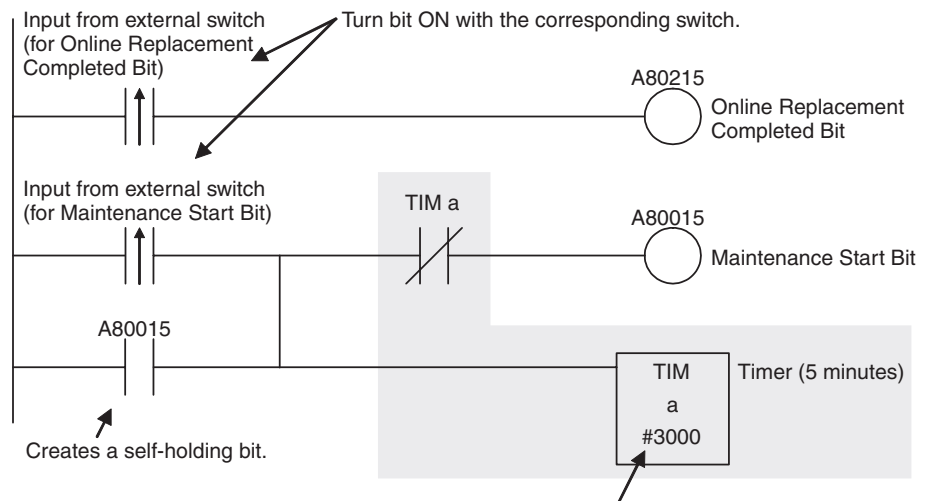 Input from external switch
(for Online Replacement
Completed Bit)
Turn bit ON with the corresponding switch.
A80215
Online Replacement
Completed Bit
Input from external switch
(for Maintenance Start Bit)
TIM a
A80015
Maintenance Start Bit
A80015
TIM
a
#3000
Timer (5 minutes)
Creates a self-holding bit.